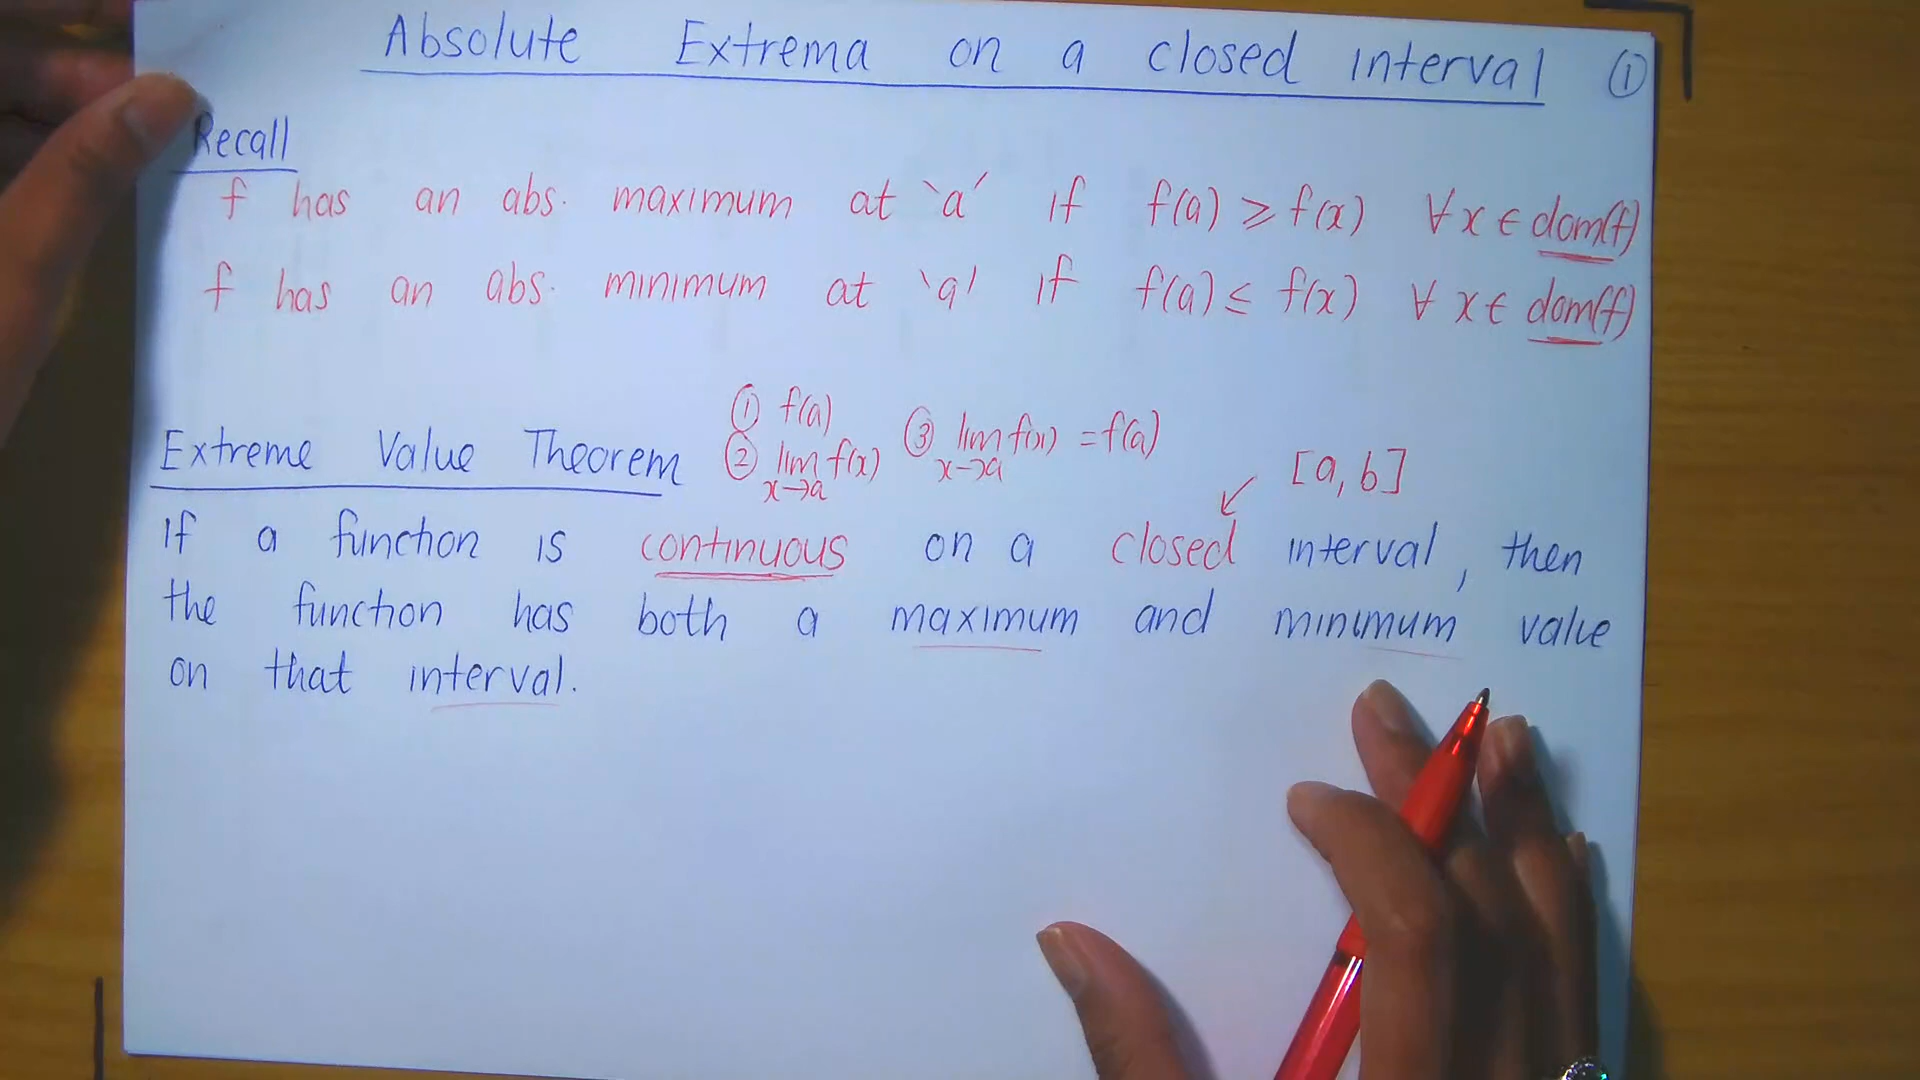 Absolute Extrema on a closed interval ①
Recall
f has an abs. maximum at `a' if f(a) ⩾ f(x) ∀ x ∈ dom(f)
f has an abs. minimum at `a' if f(a) ≤ f(x) ∀ x ∈ dom(f)
① f(a)
② lim x→a f(x)
③ lim x→a f(x) = f(a)
[a, b]
Extreme Value Theorem
If a function is continuous on a closed interval, then
the function has both a maximum and minimum value
on that interval.